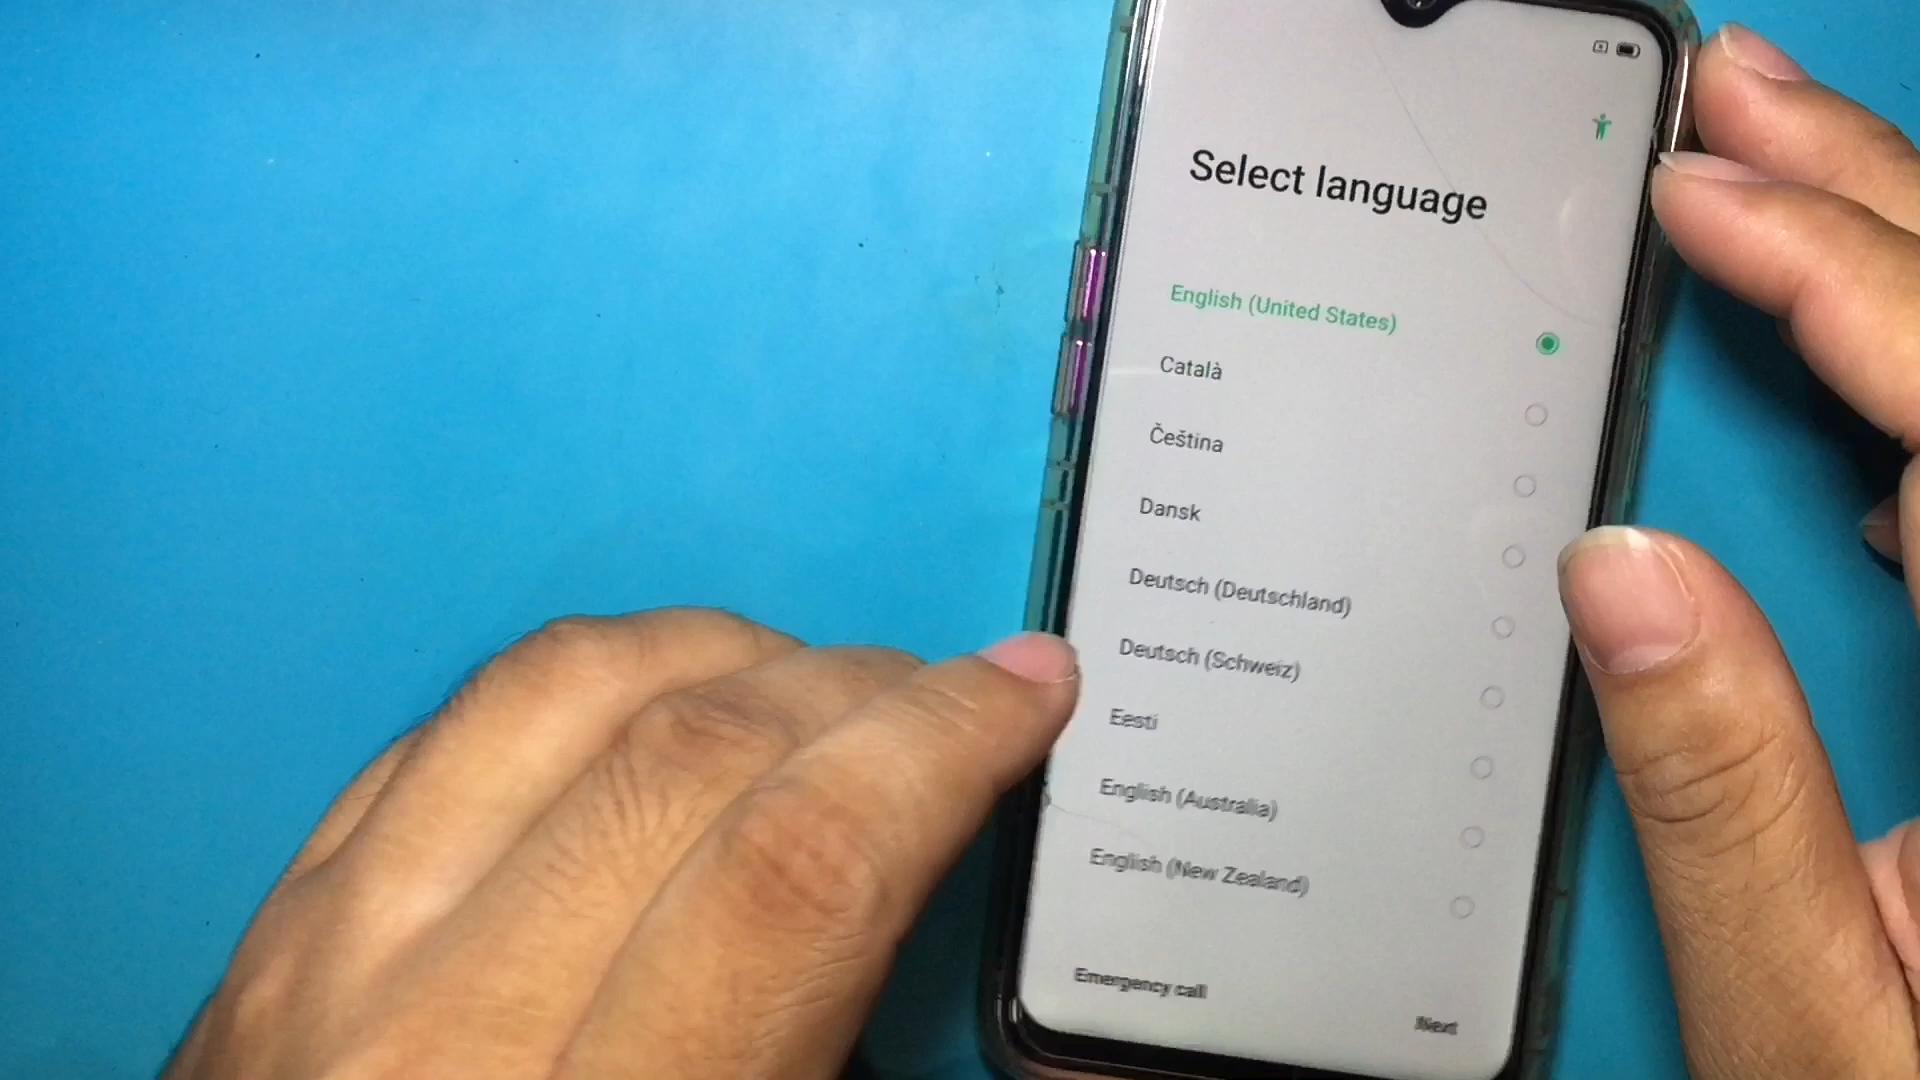 Select language
English (United States)
Català
Čeština
Dansk
Deutsch (Deutschland)
Deutsch (Schweiz)
Eesti
English (Australia)
English (New Zealand)
Emergency call
Next